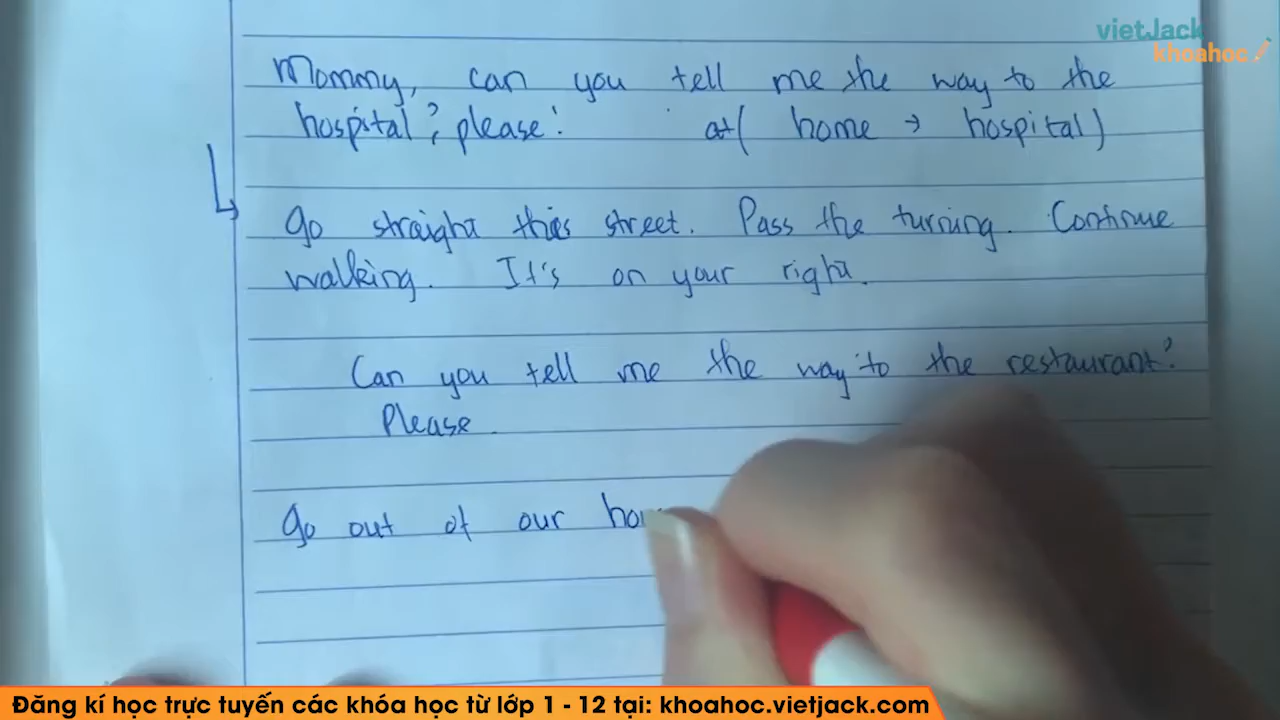 vietJack
khoahoc
Mommy, can you tell me the way to the
hospital?, please!. at( home → hospital)
Go straight this street. Pass the turning. Continue
walking. It's on your right.
Can you tell me the way to the restaurant?
Please.
Go out of our
Đăng kí học trực tuyến các khóa học từ lớp 1 - 12 tại: khoahoc.vietjack.com